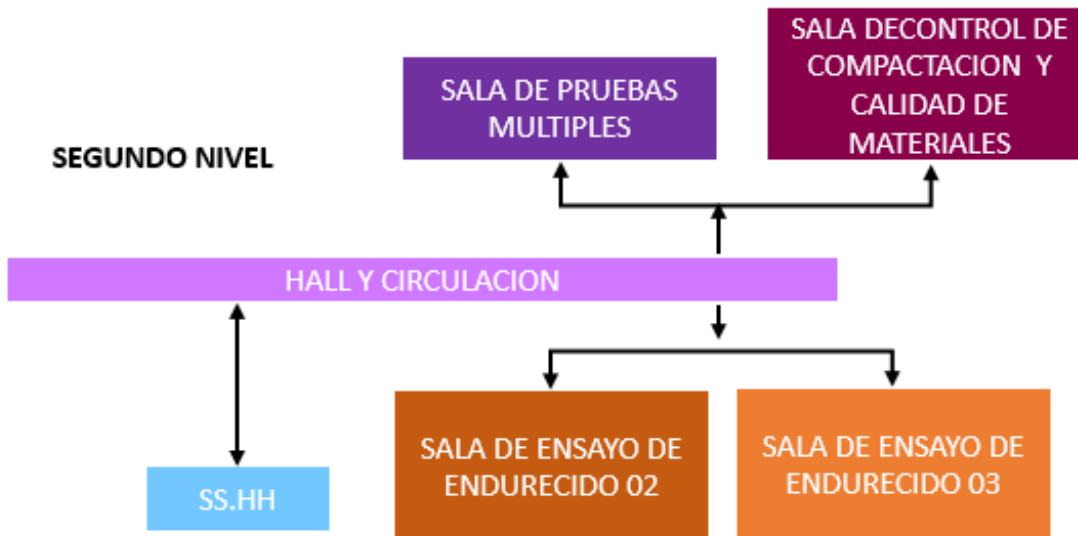 SALA DECONTROL DE
COMPACTACION Y
CALIDAD DE
MATERIALES
SALA DE PRUEBAS
MULTIPLES
SEGUNDO NIVEL
HALL Y CIRCULACION
SALA DE ENSAYO DE
ENDURECIDO 02
SALA DE ENSAYO DE
ENDURECIDO 03
SS.HH